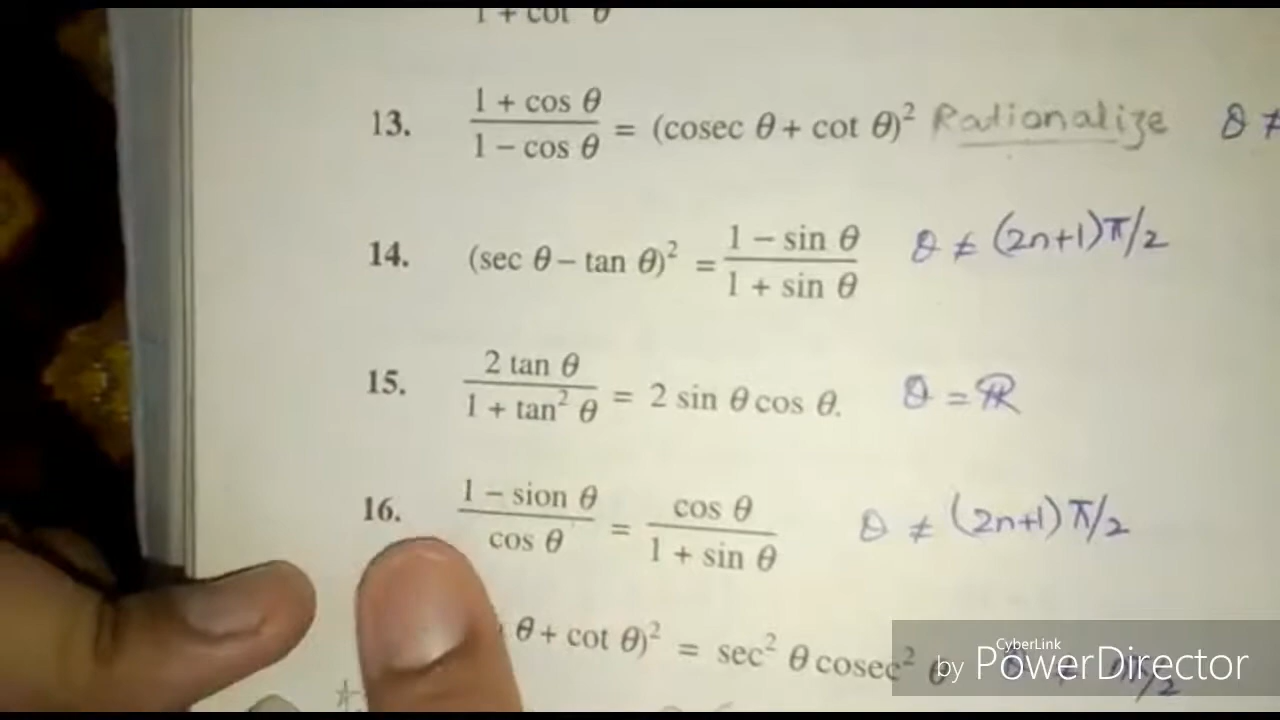 1 + cot θ
13. (1 + cos θ)/(1 − cos θ) = (cosec θ + cot θ)² Rationalize θ ≠
14. (sec θ − tan θ)² = (1 − sin θ)/(1 + sin θ) θ ≠ (2n+1)π/2
15. (2 tan θ)/(1 + tan² θ) = 2 sin θ cos θ. θ = ℝ
16. (1 − sion θ)/(cos θ) = (cos θ)/(1 + sin θ) θ ≠ (2n+1)π/2
θ + cot θ)² = sec² θ cosec² θ
CyberLink
by PowerDirector